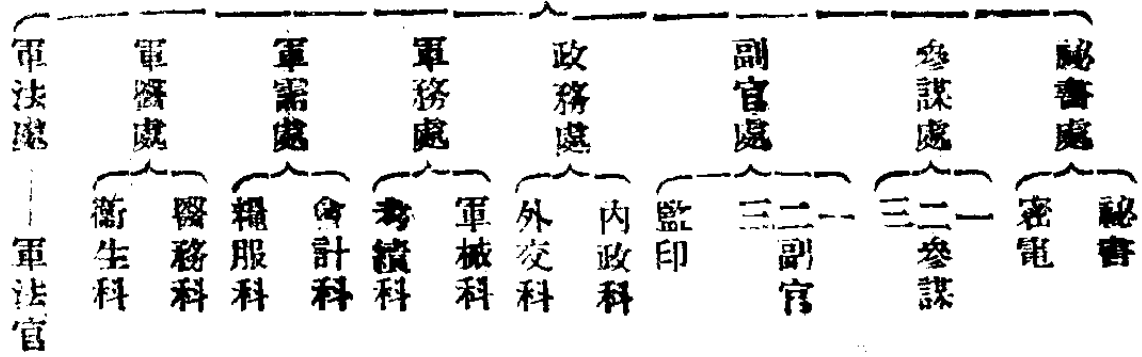 祕書處
參謀處
副官處
政務處
軍務處
軍需處
軍醫處
軍法處
祕書
密電
一二三參謀
一二三副官
監印
內政科
外交科
軍械科
考績科
會計科
糧服科
醫務科
衞生科
軍法官